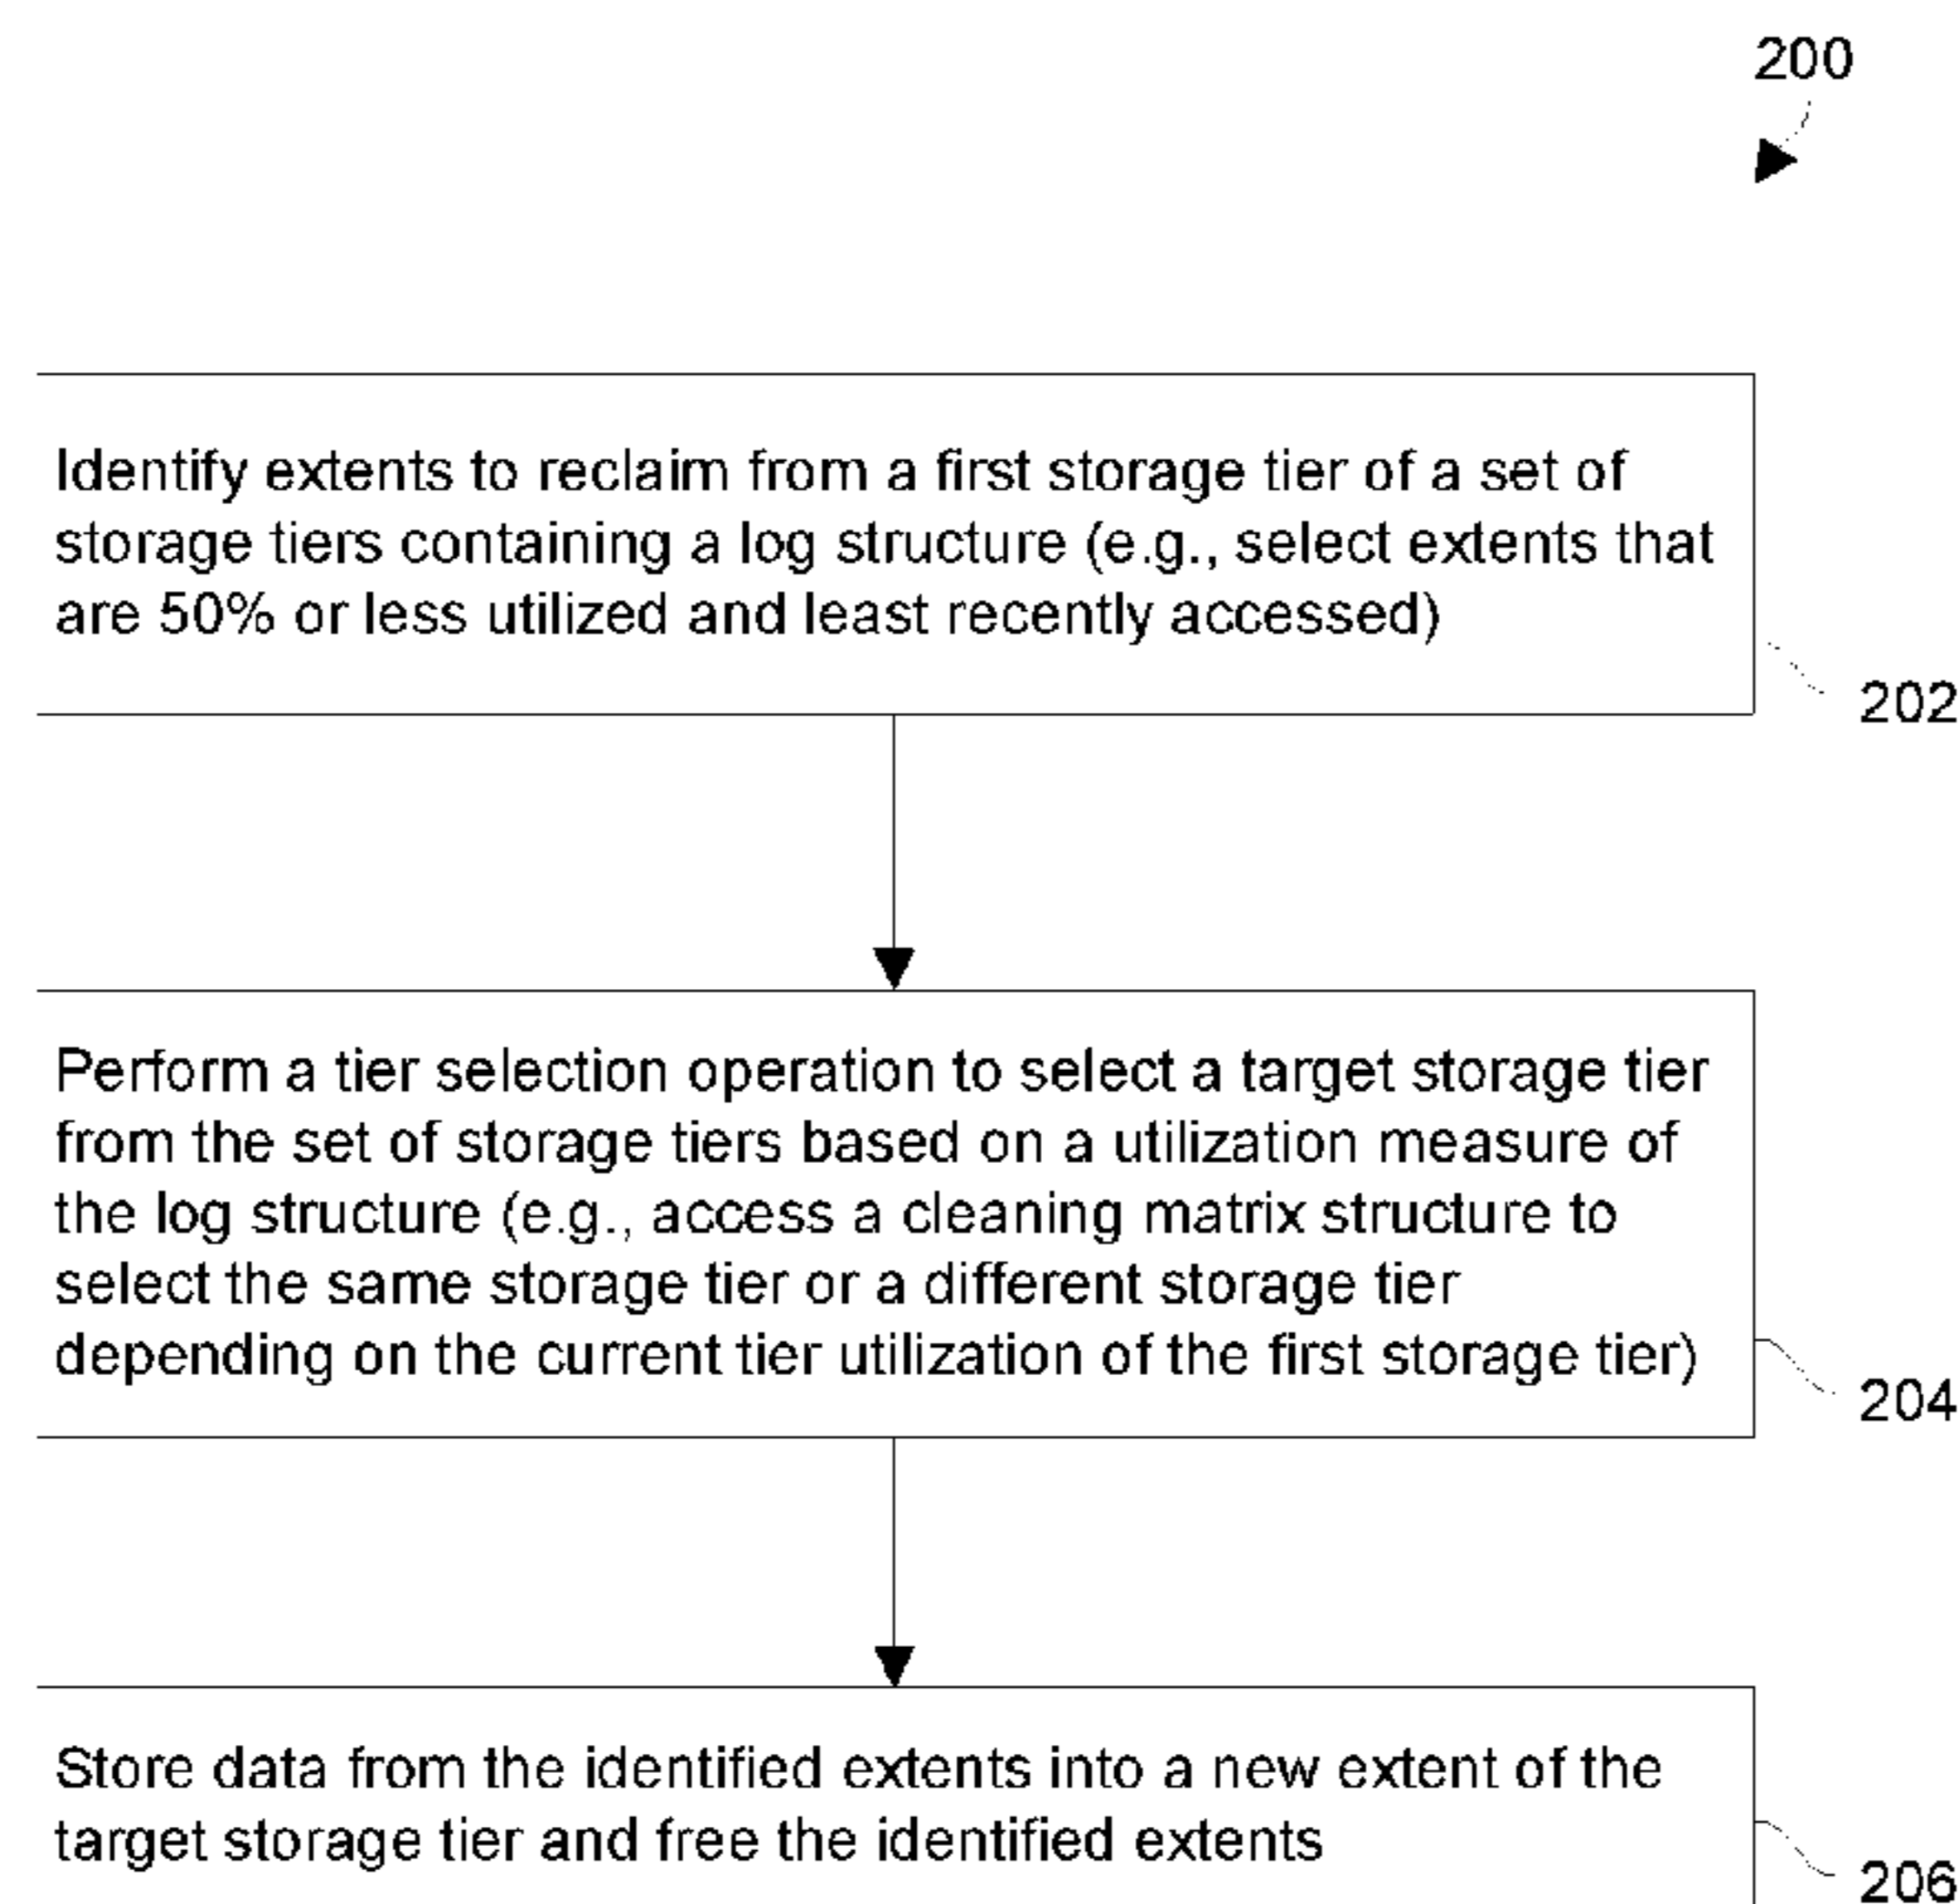 200
Identify extents to reclaim from a first storage tier of a set of
storage tiers containing a log structure (e.g., select extents that
are 50% or less utilized and least recently accessed)
202
Perform a tier selection operation to select a target storage tier
from the set of storage tiers based on a utilization measure of
the log structure (e.g., access a cleaning matrix structure to
select the same storage tier or a different storage tier
depending on the current tier utilization of the first storage tier)
204
Store data from the identified extents into a new extent of the
target storage tier and free the identified extents
206